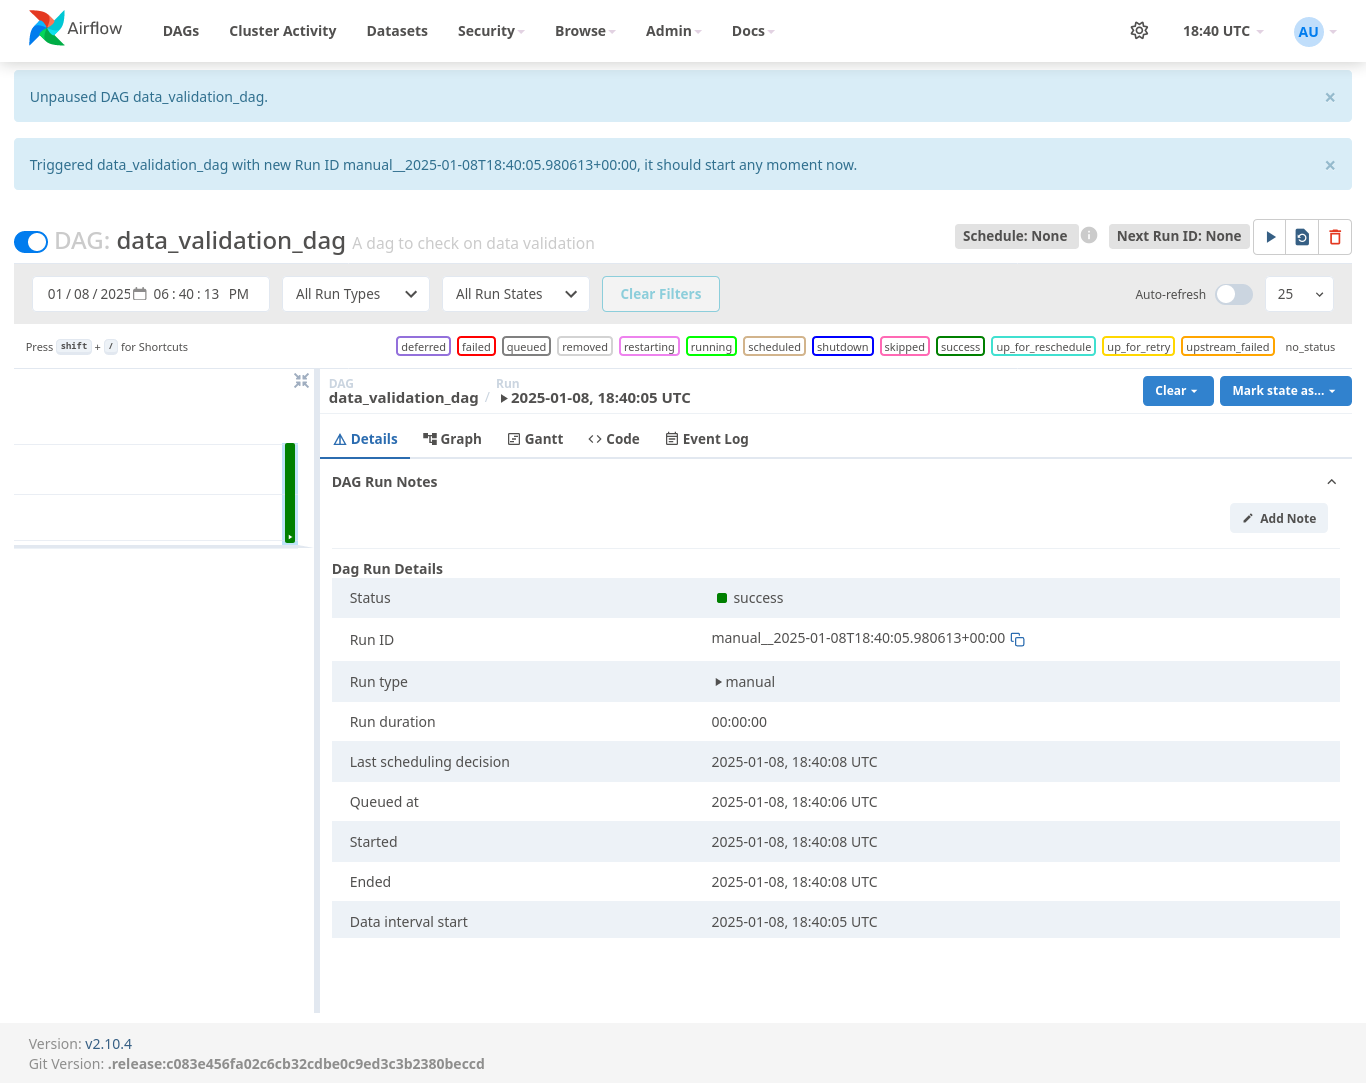 Airflow
DAGs Cluster Activity Datasets Security Browse Admin Docs 18:40 UTC AU
Unpaused DAG data_validation_dag. ×
Triggered data_validation_dag with new Run ID manual__2025-01-08T18:40:05.980613+00:00, it should start any moment now. ×
DAG: data_validation_dag A dag to check on data validation Schedule: None Next Run ID: None
01 / 08 / 2025 06 : 40 : 13 PM All Run Types All Run States Clear Filters Auto-refresh 25
Press shift + / for Shortcuts deferred failed queued removed restarting running scheduled shutdown skipped success up_for_reschedule up_for_retry upstream_failed no_status
DAG Run
data_validation_dag / 2025-01-08, 18:40:05 UTC Clear Mark state as...
Details Graph Gantt Code Event Log
DAG Run Notes
Add Note
Dag Run Details
Status success
Run ID manual__2025-01-08T18:40:05.980613+00:00
Run type manual
Run duration 00:00:00
Last scheduling decision 2025-01-08, 18:40:08 UTC
Queued at 2025-01-08, 18:40:06 UTC
Started 2025-01-08, 18:40:08 UTC
Ended 2025-01-08, 18:40:08 UTC
Data interval start 2025-01-08, 18:40:05 UTC
Version: v2.10.4
Git Version: .release:c083e456fa02c6cb32cdbe0c9ed3c3b2380beccd